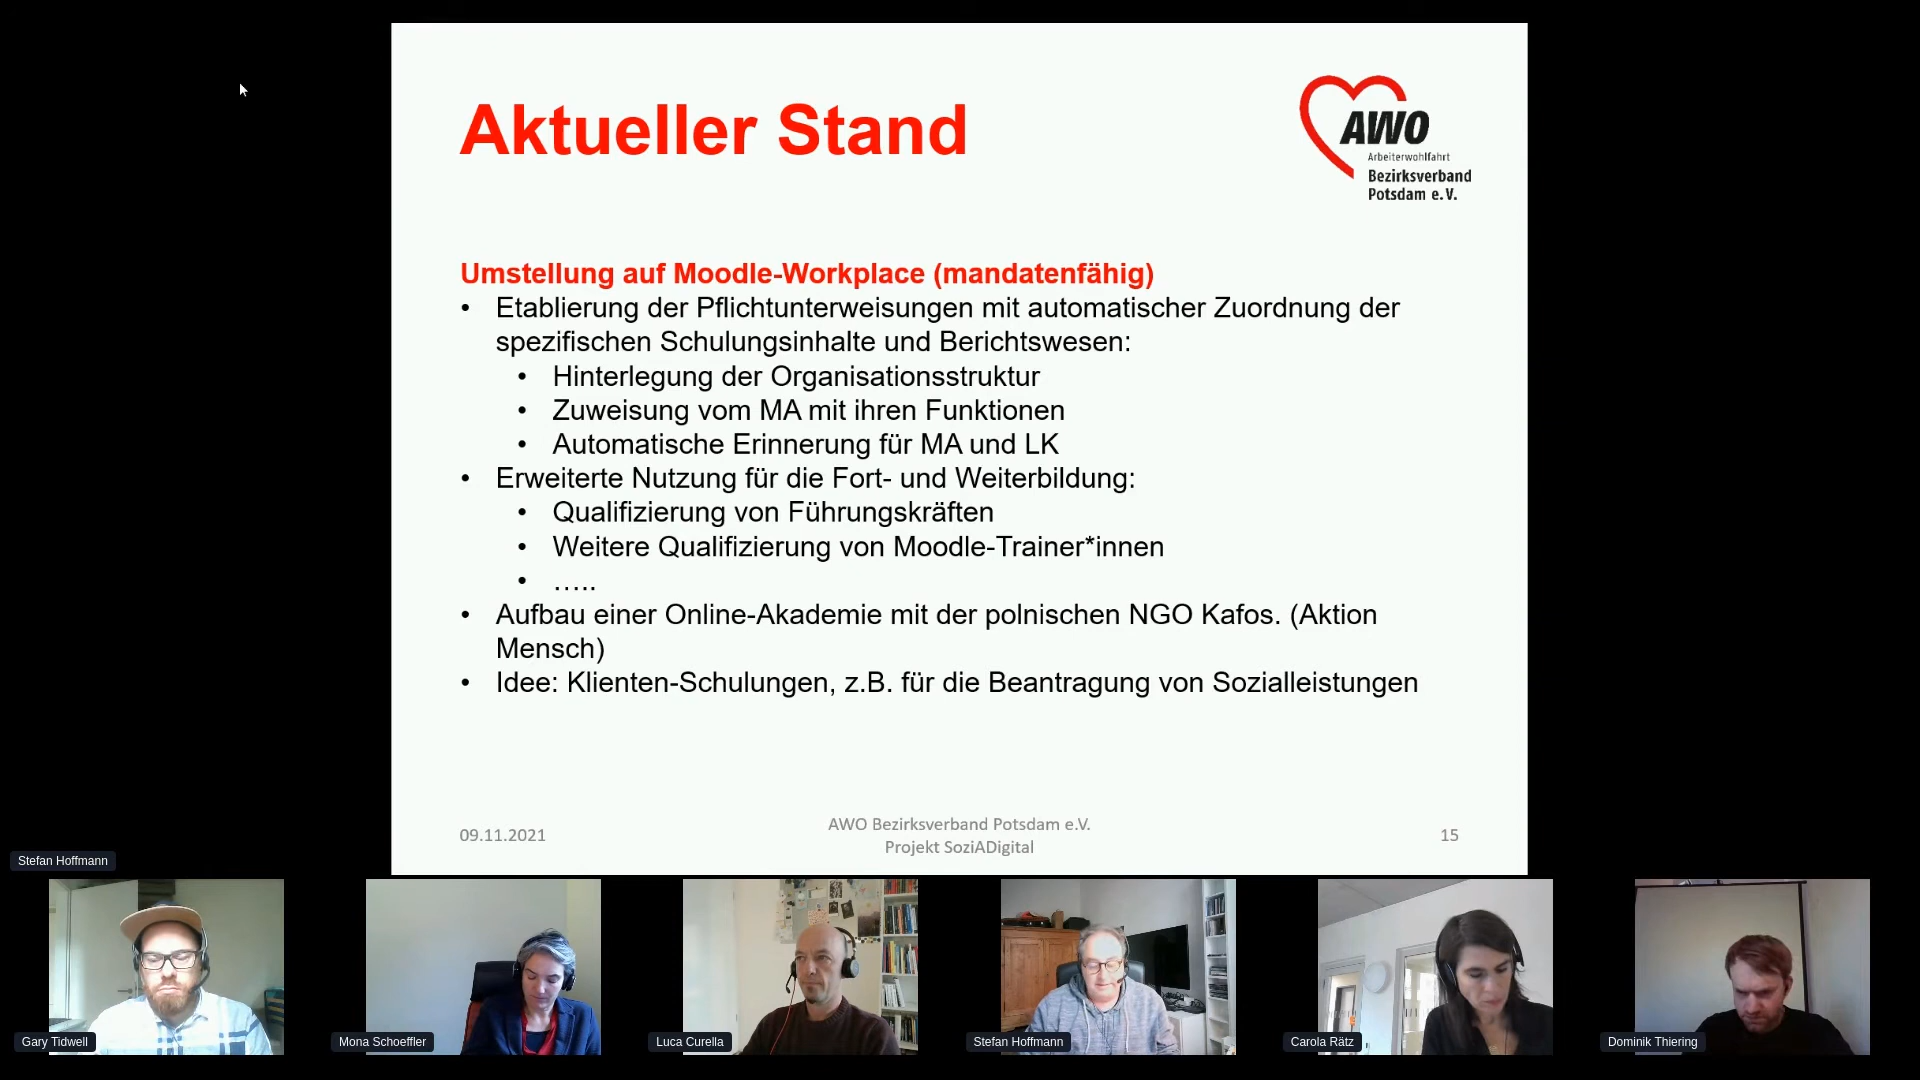 Aktueller Stand
AWO
Arbeiterwohlfahrt
Bezirksverband
Potsdam e.V.
Umstellung auf Moodle-Workplace (mandatenfähig)
• Etablierung der Pflichtunterweisungen mit automatischer Zuordnung der
spezifischen Schulungsinhalte und Berichtswesen:
• Hinterlegung der Organisationsstruktur
• Zuweisung vom MA mit ihren Funktionen
• Automatische Erinnerung für MA und LK
• Erweiterte Nutzung für die Fort- und Weiterbildung:
• Qualifizierung von Führungskräften
• Weitere Qualifizierung von Moodle-Trainer*innen
• …..
• Aufbau einer Online-Akademie mit der polnischen NGO Kafos. (Aktion
Mensch)
• Idee: Klienten-Schulungen, z.B. für die Beantragung von Sozialleistungen
09.11.2021
AWO Bezirksverband Potsdam e.V.
Projekt SoziADigital
15
Stefan Hoffmann
Gary Tidwell
Mona Schoeffler
Luca Curella
Stefan Hoffmann
Carola Rätz
Dominik Thiering